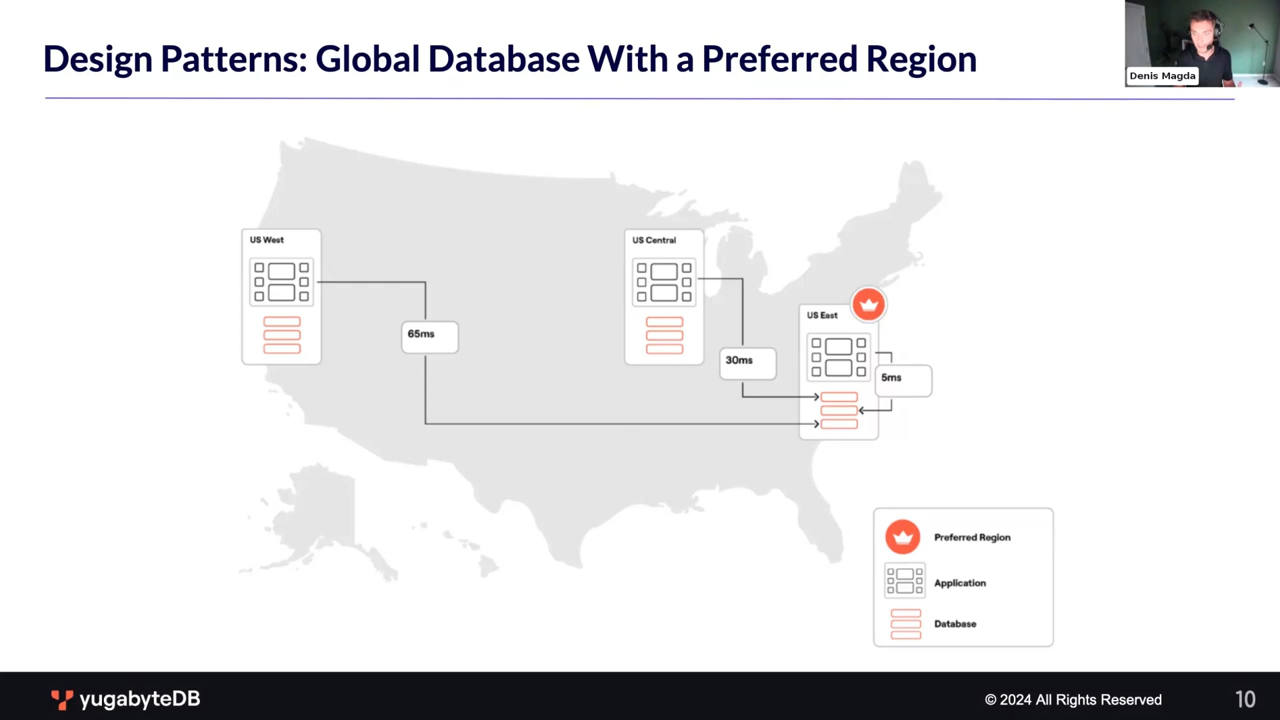 Design Patterns: Global Database With a Preferred Region
Denis Magda
US West
US Central
US East
65ms
30ms
5ms
Preferred Region
Application
Database
yugabyteDB
© 2024 All Rights Reserved
10